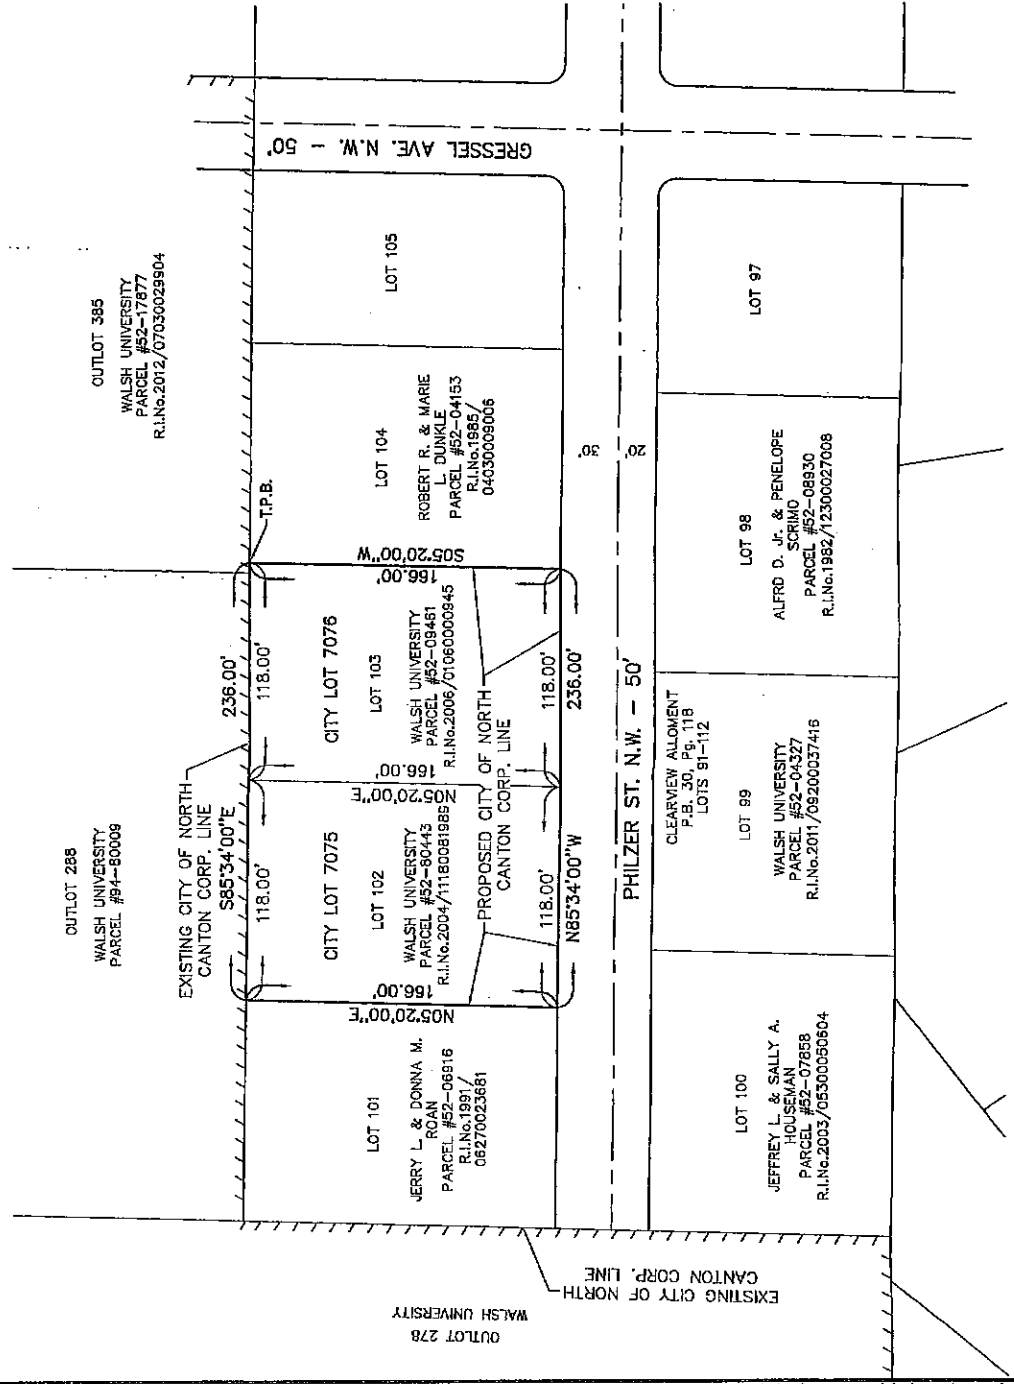 OUTLOT 385
WALSH UNIVERSITY
PARCEL #52-17877
R.I.No.2012/07030029904
OUTLOT 288
WALSH UNIVERSITY
PARCEL #94-80009
EXISTING CITY OF NORTH
CANTON CORP. LINE
S85°34'00"E
236.00'
118.00'
118.00'
T.P.B.
GRESSEL AVE. N.W. - 50'
LOT 101
JERRY L. & DONNA M.
ROAN
PARCEL #52-06916
R.I.No.1991/
06270023681
N05°20'00"E
166.00'
CITY LOT 7075
LOT 102
WALSH UNIVERSITY
PARCEL #52-80443
R.I.No.2004/11180081985
N05°20'00"E
166.00'
CITY LOT 7076
LOT 103
WALSH UNIVERSITY
PARCEL #52-09461
R.I.No.2006/01060000945
166.00'
S05°20'00"W
LOT 104
ROBERT R. & MARIE
L. DUNKLE
PARCEL #52-04153
R.I.No.1985/
04030009006
LOT 105
PROPOSED CITY OF NORTH
CANTON CORP. LINE
118.00'
118.00'
N85°34'00"W
236.00'
30'
20'
PHILZER ST. N.W. - 50'
CLEARVIEW ALLOMENT
P.B. 30, Pg. 118
LOTS 91-112
LOT 100
JEFFREY L. & SALLY A.
HOUSEMAN
PARCEL #52-07858
R.I.No.2003/05300050604
LOT 99
WALSH UNIVERSITY
PARCEL #52-04327
R.I.No.2011/09200037416
LOT 98
ALFRD D. Jr. & PENELOPE
SCRIMO
PARCEL #52-08930
R.I.No.1982/12300027008
LOT 97
EXISTING CITY OF NORTH
CANTON CORP. LINE
OUTLOT 278
WALSH UNIVERSITY